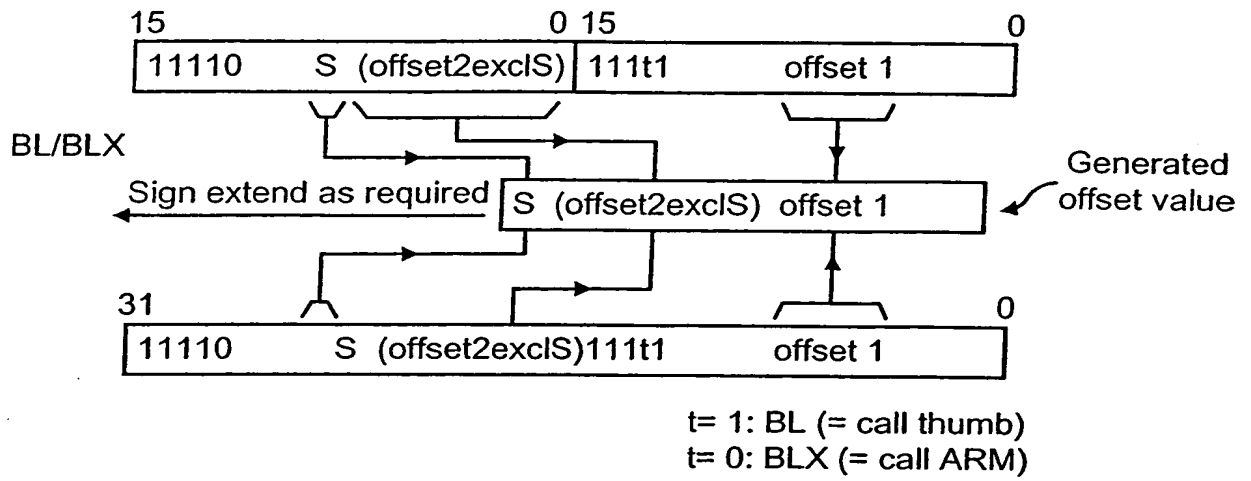 15 0 15 0
11110 S (offset2exclS) 111t1 offset 1
BL/BLX
Generated
offset value
Sign extend as required
S (offset2exclS) offset 1
31 0
11110 S (offset2exclS)111t1 offset 1
t= 1: BL (= call thumb)
t= 0: BLX (= call ARM)